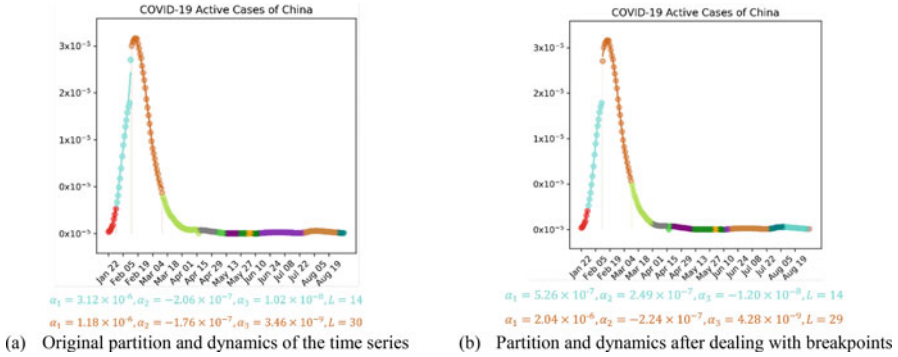 COVID-19 Active Cases of China
3x10⁻⁵
2x10⁻⁵
1x10⁻⁵
0x10⁻⁵
0x10⁻⁵
Jan 22
Feb 05
Feb 19
Mar 04
Mar 18
Apr 01
Apr 15
Apr 29
May 13
May 27
Jun 10
Jun 24
Jul 08
Jul 22
Aug 05
Aug 19
α₁ = 3.12 × 10⁻⁶, α₂ = −2.06 × 10⁻⁷, α₃ = 1.02 × 10⁻⁸, L = 14
α₁ = 1.18 × 10⁻⁶, α₂ = −1.76 × 10⁻⁷, α₃ = 3.46 × 10⁻⁹, L = 30
(a) Original partition and dynamics of the time series
COVID-19 Active Cases of China
3x10⁻⁵
2x10⁻⁵
1x10⁻⁵
0x10⁻⁵
0x10⁻⁵
Jan 22
Feb 05
Feb 19
Mar 04
Mar 18
Apr 01
Apr 15
Apr 29
May 13
May 27
Jun 10
Jun 24
Jul 08
Jul 22
Aug 05
Aug 19
α₁ = 5.26 × 10⁻⁷, α₂ = 2.49 × 10⁻⁷, α₃ = −1.20 × 10⁻⁸, L = 14
α₁ = 2.04 × 10⁻⁶, α₂ = −2.24 × 10⁻⁷, α₃ = 4.28 × 10⁻⁹, L = 29
(b) Partition and dynamics after dealing with breakpoints